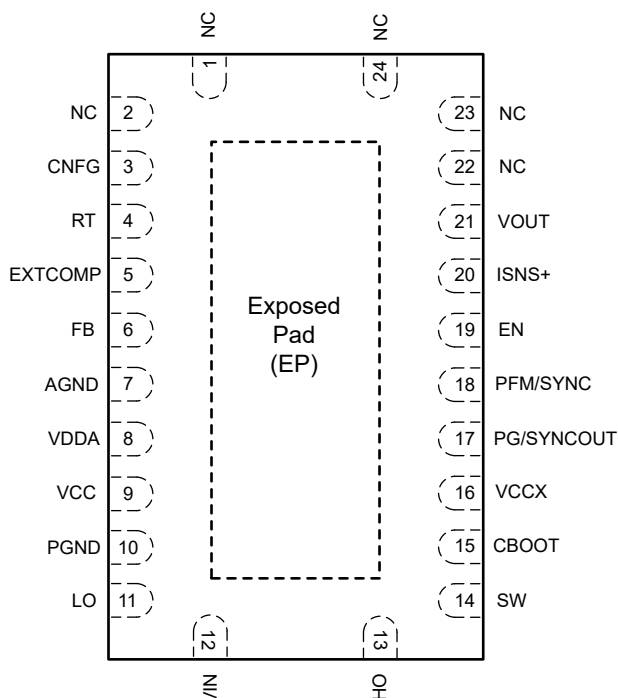 NC NC
1 24
NC 2 23 NC
CNFG 3 22 NC
RT 4 21 VOUT
EXTCOMP 5 20 ISNS+
Exposed
Pad
(EP)
FB 6 19 EN
AGND 7 18 PFM/SYNC
VDDA 8 17 PG/SYNCOUT
VCC 9 16 VCCX
PGND 10 15 CBOOT
LO 11 14 SW
12 13
VIN HO